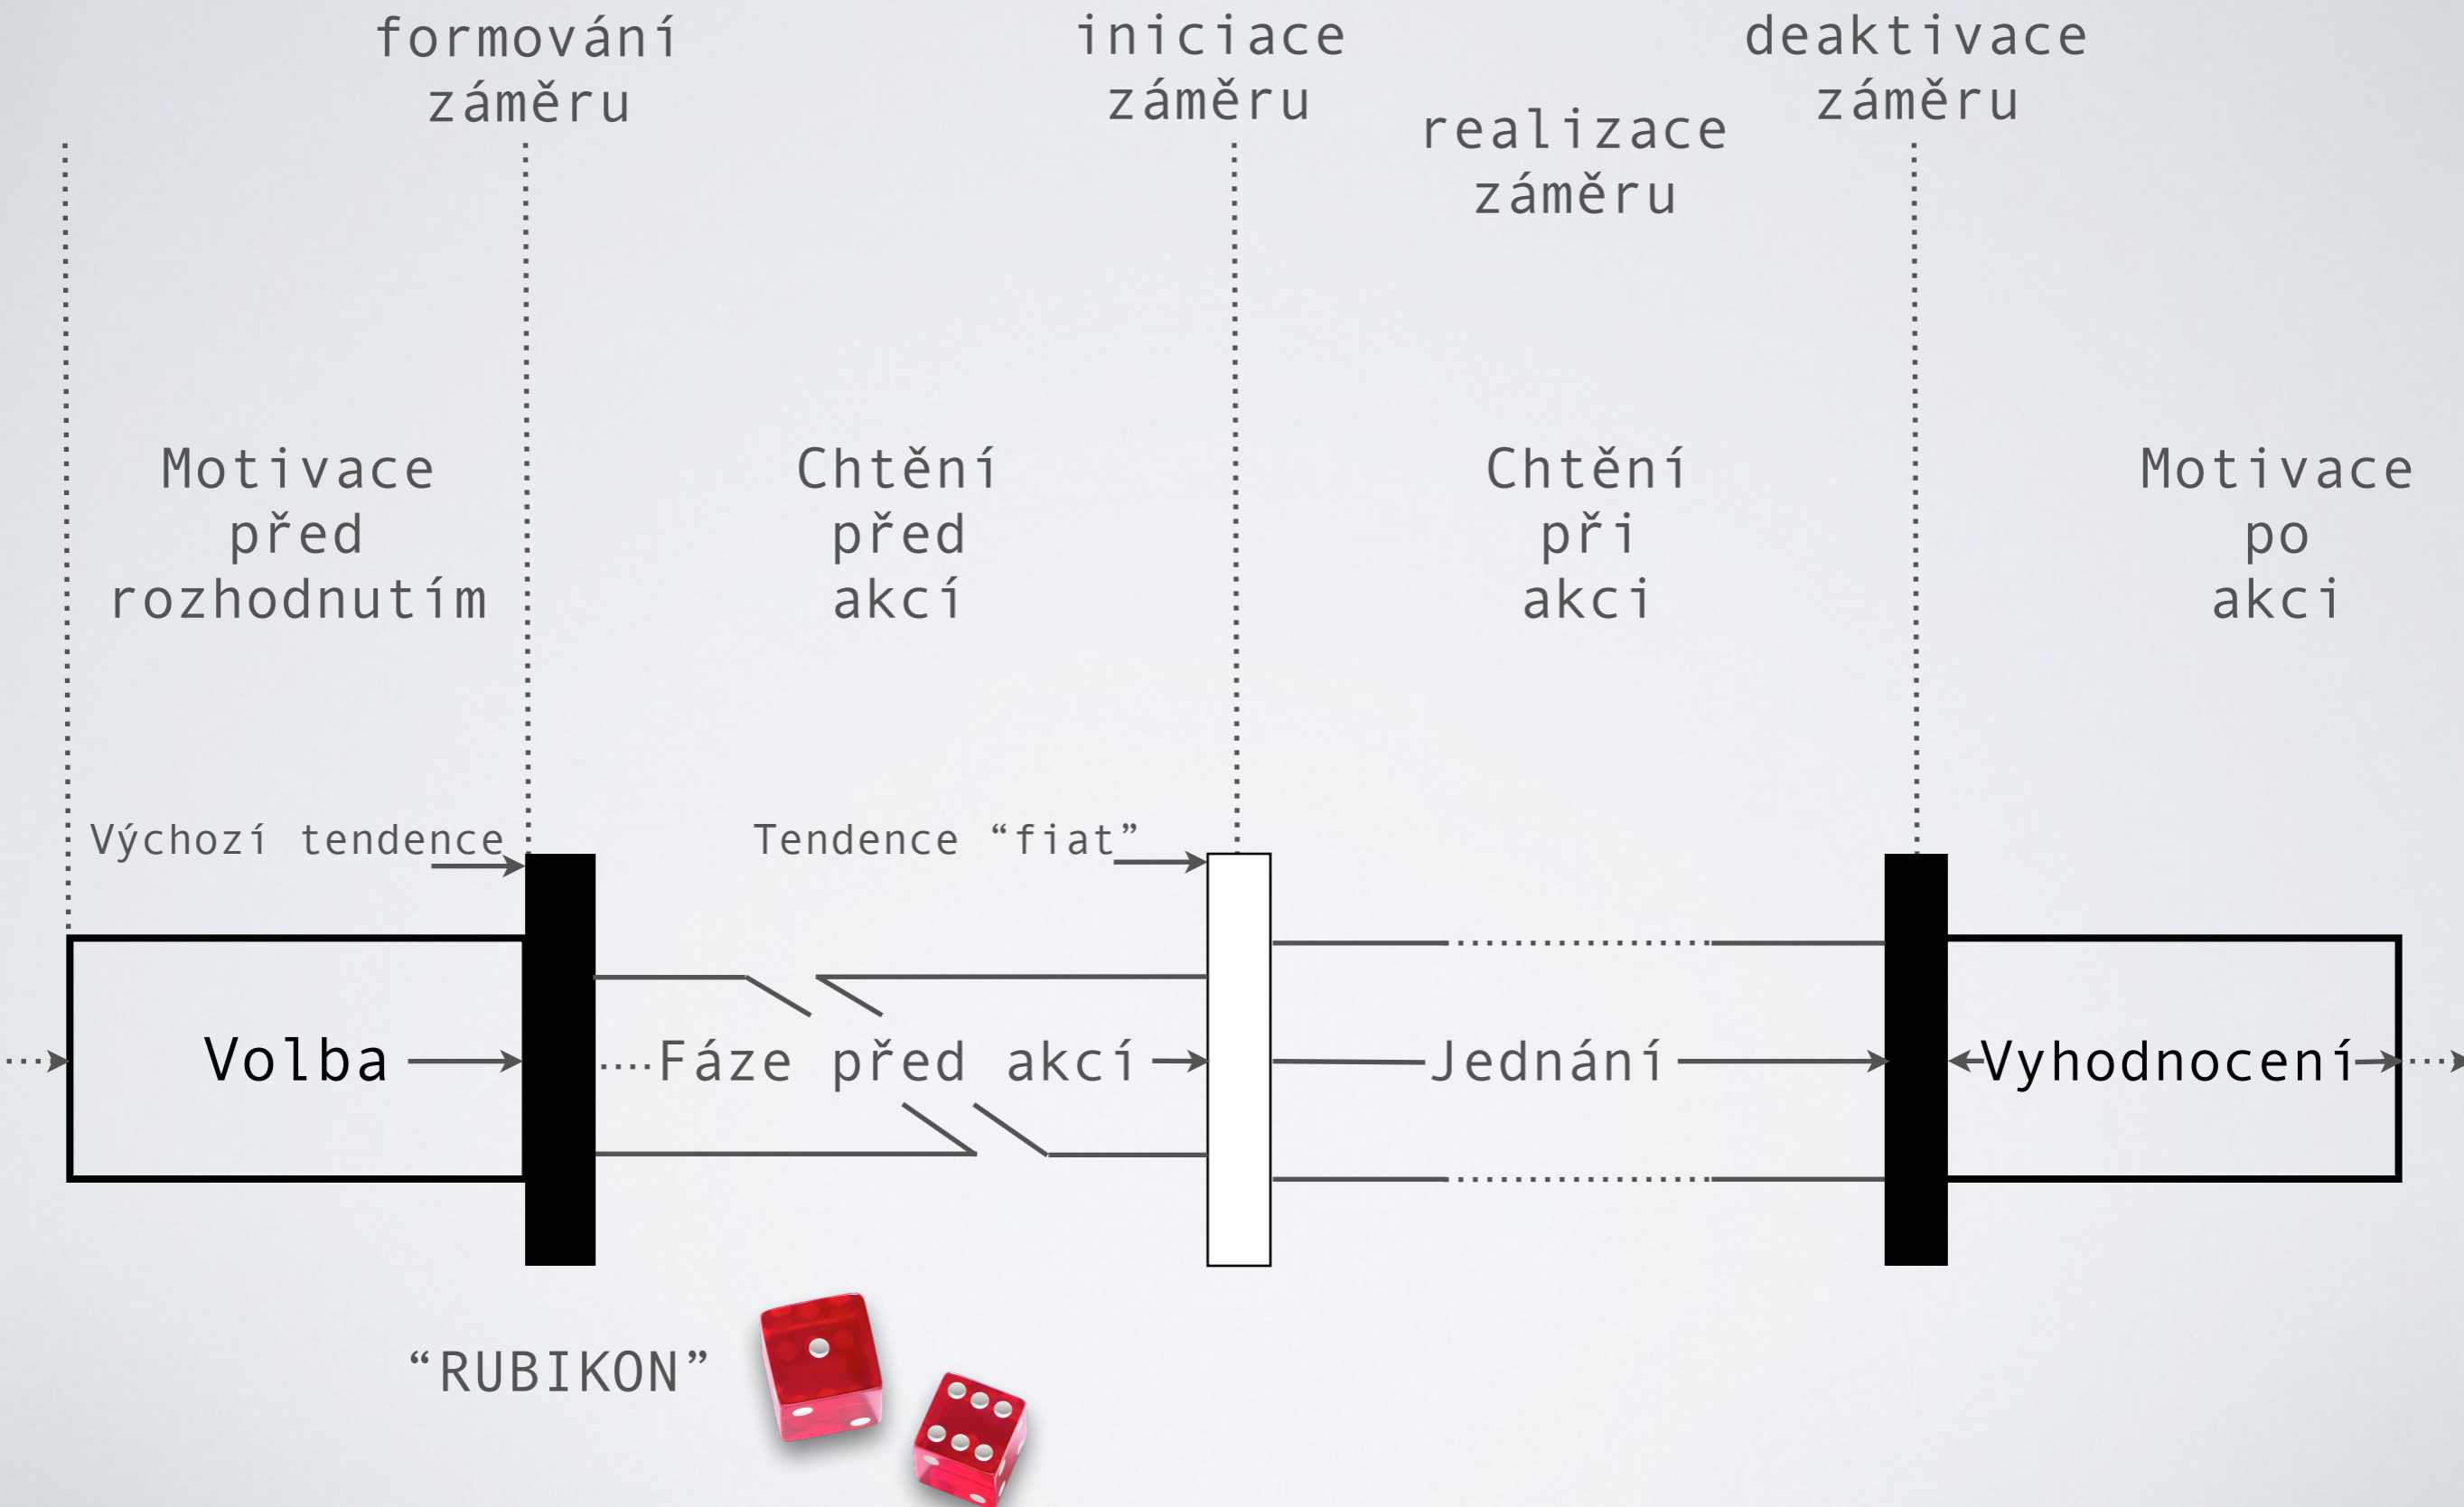 formování
záměru
iniciace
záměru
realizace
záměru
deaktivace
záměru
Motivace
před
rozhodnutím
Chtění
před
akcí
Chtění
při
akci
Motivace
po
akci
Výchozí tendence
Tendence “fiat”
Volba
Fáze před akcí
Jednání
Vyhodnocení
“RUBIKON”